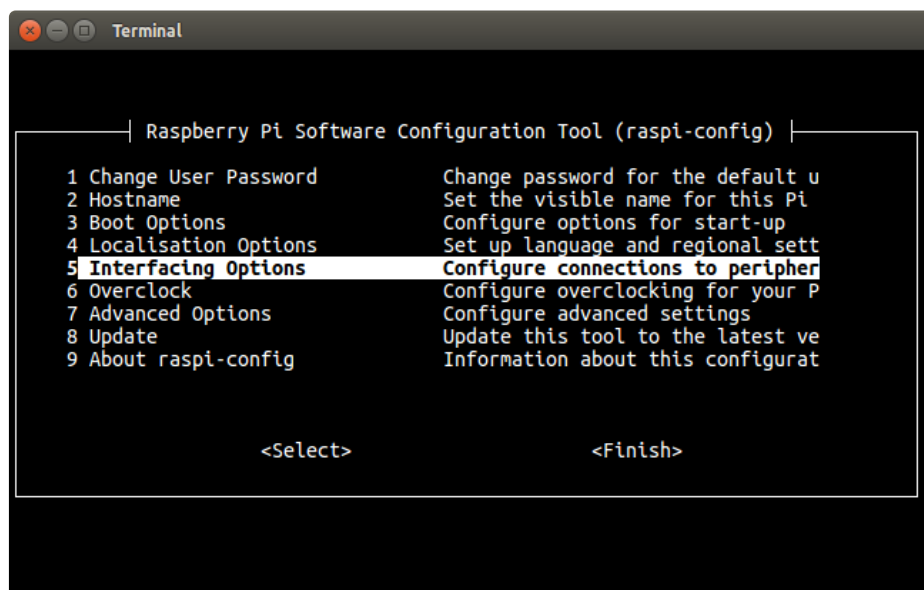 Terminal
Raspberry Pi Software Configuration Tool (raspi-config)
1 Change User Password Change password for the default u
2 Hostname Set the visible name for this Pi
3 Boot Options Configure options for start-up
4 Localisation Options Set up language and regional sett
5 Interfacing Options Configure connections to peripher
6 Overclock Configure overclocking for your P
7 Advanced Options Configure advanced settings
8 Update Update this tool to the latest ve
9 About raspi-config Information about this configurat
<Select> <Finish>